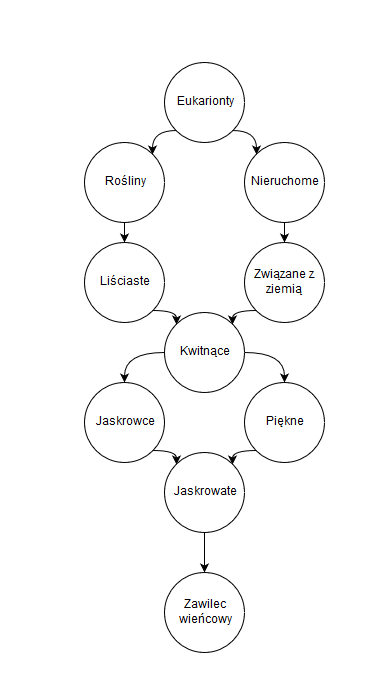 Eukarionty
Rośliny
Nieruchome
Liściaste
Związane z
ziemią
Kwitnące
Jaskrowce
Piękne
Jaskrowate
Zawilec
wieńcowy